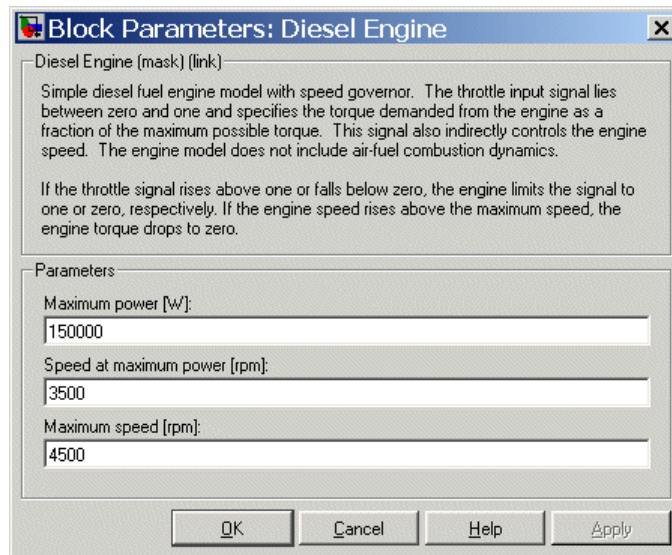 Block Parameters: Diesel Engine
Diesel Engine (mask) (link)
Simple diesel fuel engine model with speed governor.  The throttle input signal lies
between zero and one and specifies the torque demanded from the engine as a
fraction of the maximum possible torque.  This signal also indirectly controls the engine
speed.  The engine model does not include air-fuel combustion dynamics.
If the throttle signal rises above one or falls below zero, the engine limits the signal to
one or zero, respectively. If the engine speed rises above the maximum speed, the
engine torque drops to zero.
Parameters
Maximum power [W]:
150000
Speed at maximum power [rpm]:
3500
Maximum speed [rpm]:
4500
OK Cancel Help Apply